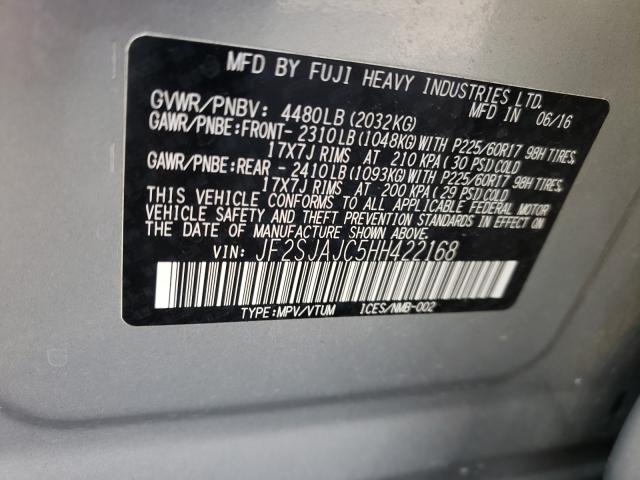 MFD BY FUJI HEAVY INDUSTRIES LTD.
MFD IN 06/16
GVWR/PNBV: 4480LB(2032KG)
GAWR/PNBE:FRONT- 2310LB(1048KG)WITH P225/60R17 98H TIRES,
17X7J RIMS AT 210 KPA(30 PSI)COLD
GAWR/PNBE:REAR - 2410LB(1093KG)WITH P225/60R17 98H TIRES,
17X7J RIMS AT 200 KPA(29 PSI)COLD
THIS VEHICLE CONFORMS TO ALL APPLICABLE FEDERAL MOTOR
VEHICLE SAFETY AND THEFT PREVENTION STANDARDS IN EFFECT ON
THE DATE OF MANUFACTURE SHOWN ABOVE.
VIN: JF2SJAJC5HH422168
TYPE:MPV/VTUM ICES/NMB-002